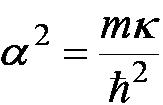 α² = mκ / ħ²